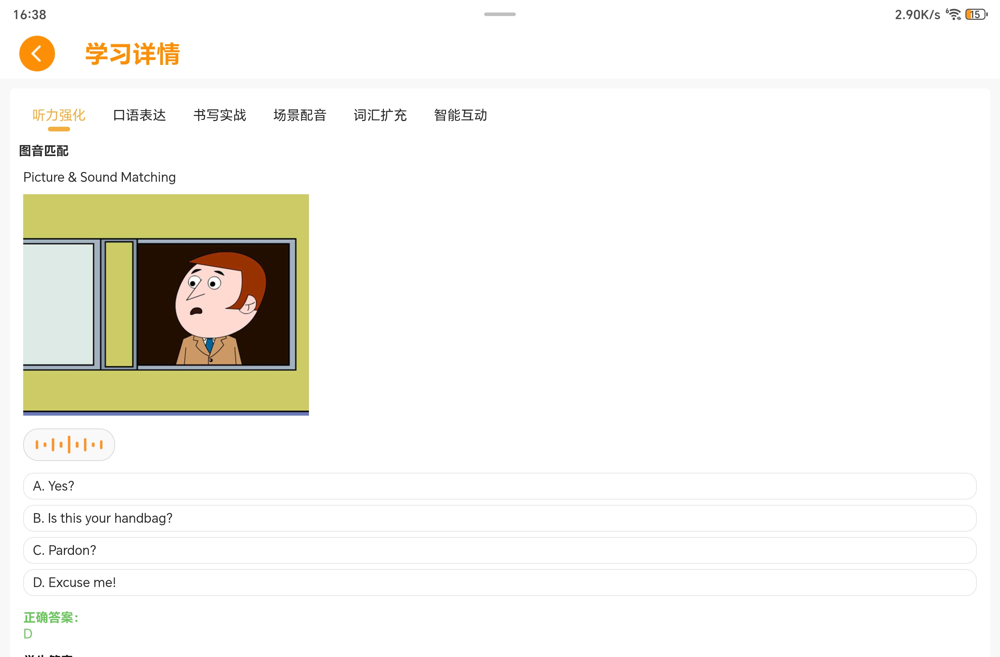 16:38
2.90K/s 6 15
学习详情
听力强化 口语表达 书写实战 场景配音 词汇扩充 智能互动
图音匹配
Picture & Sound Matching
A. Yes?
B. Is this your handbag?
C. Pardon?
D. Excuse me!
正确答案：
D